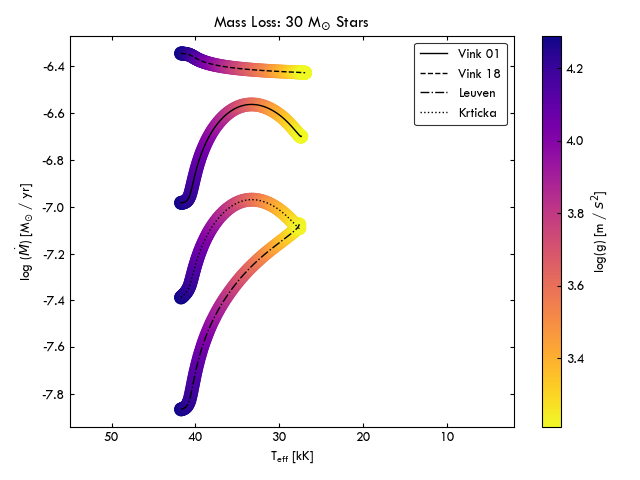 Mass Loss: 30 M⊙ Stars
Vink 01
Vink 18
Leuven
Krticka
-6.4
-6.6
-6.8
-7.0
-7.2
-7.4
-7.6
-7.8
log (Ṁ) [M⊙ / yr]
50 40 30 20 10
T_eff [kK]
4.2
4.0
3.8
3.6
3.4
log(g) [m / s²]